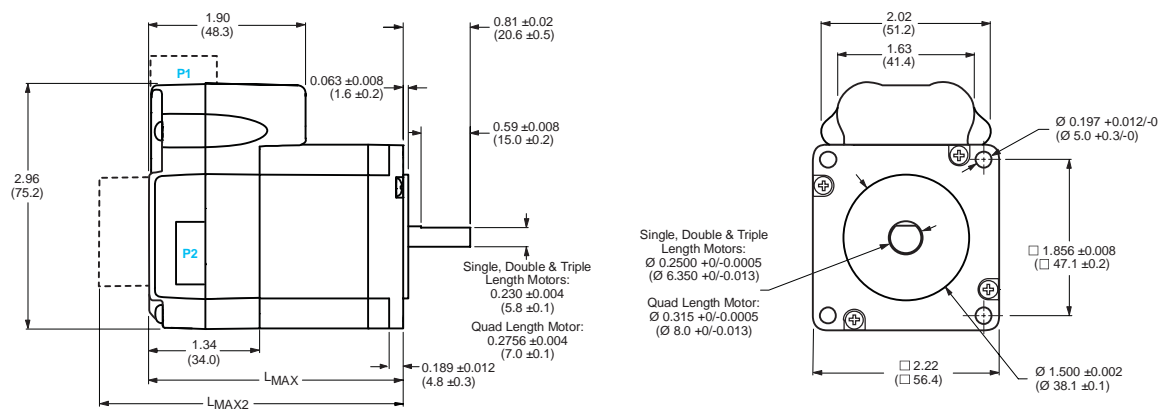 1.90
(48.3)
0.81 ±0.02
(20.6 ±0.5)
P1
0.063 ±0.008
(1.6 ±0.2)
0.59 ±0.008
(15.0 ±0.2)
2.96
(75.2)
P2
Single, Double & Triple
Length Motors:
0.230 ±0.004
(5.8 ±0.1)
Quad Length Motor:
0.2756 ±0.004
(7.0 ±0.1)
1.34
(34.0)
0.189 ±0.012
(4.8 ±0.3)
LMAX
LMAX2
2.02
(51.2)
1.63
(41.4)
Ø 0.197 +0.012/-0
(Ø 5.0 +0.3/-0)
Single, Double & Triple
Length Motors:
Ø 0.2500 +0/-0.0005
(Ø 6.350 +0/-0.013)
Quad Length Motor:
Ø 0.315 +0/-0.0005
(Ø 8.0 +0/-0.013)
□ 1.856 ±0.008
(□ 47.1 ±0.2)
□ 2.22
(□ 56.4)
Ø 1.500 ±0.002
(Ø 38.1 ±0.1)